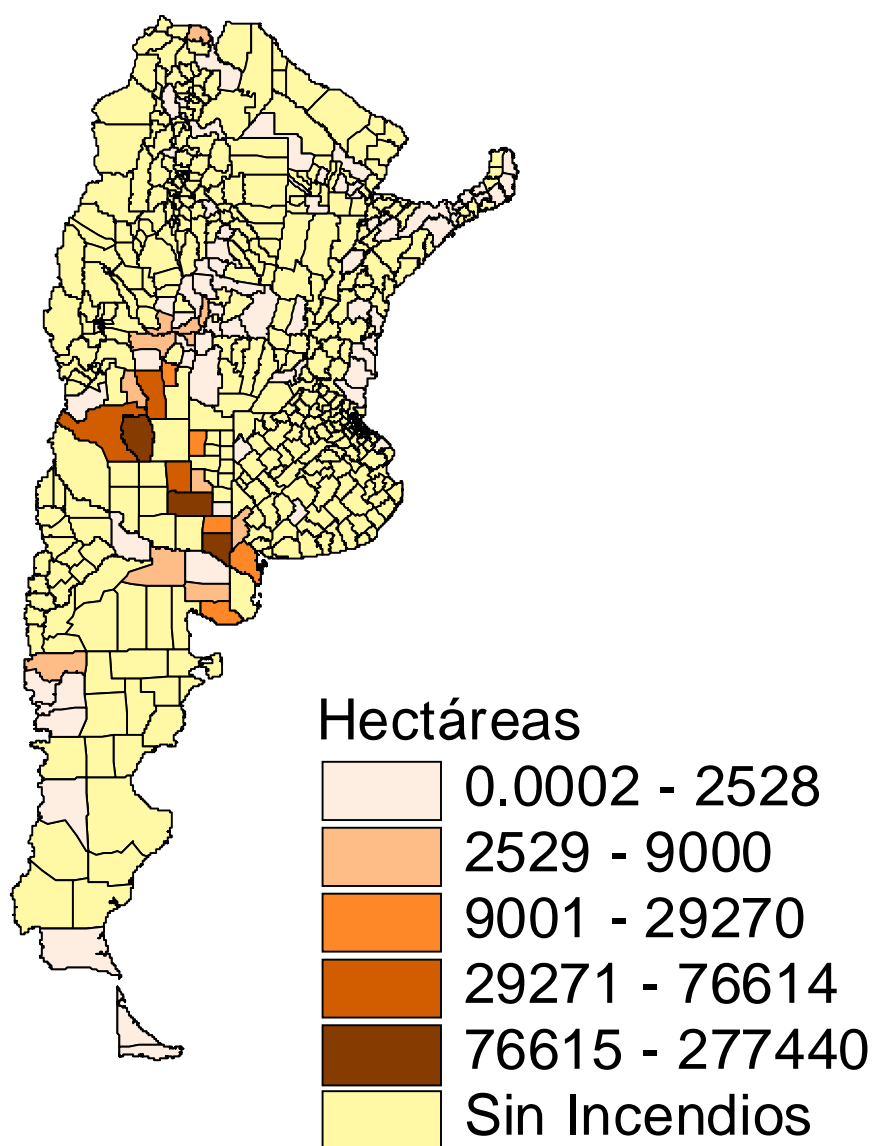 Hectáreas
0.0002 - 2528
2529 - 9000
9001 - 29270
29271 - 76614
76615 - 277440
Sin Incendios